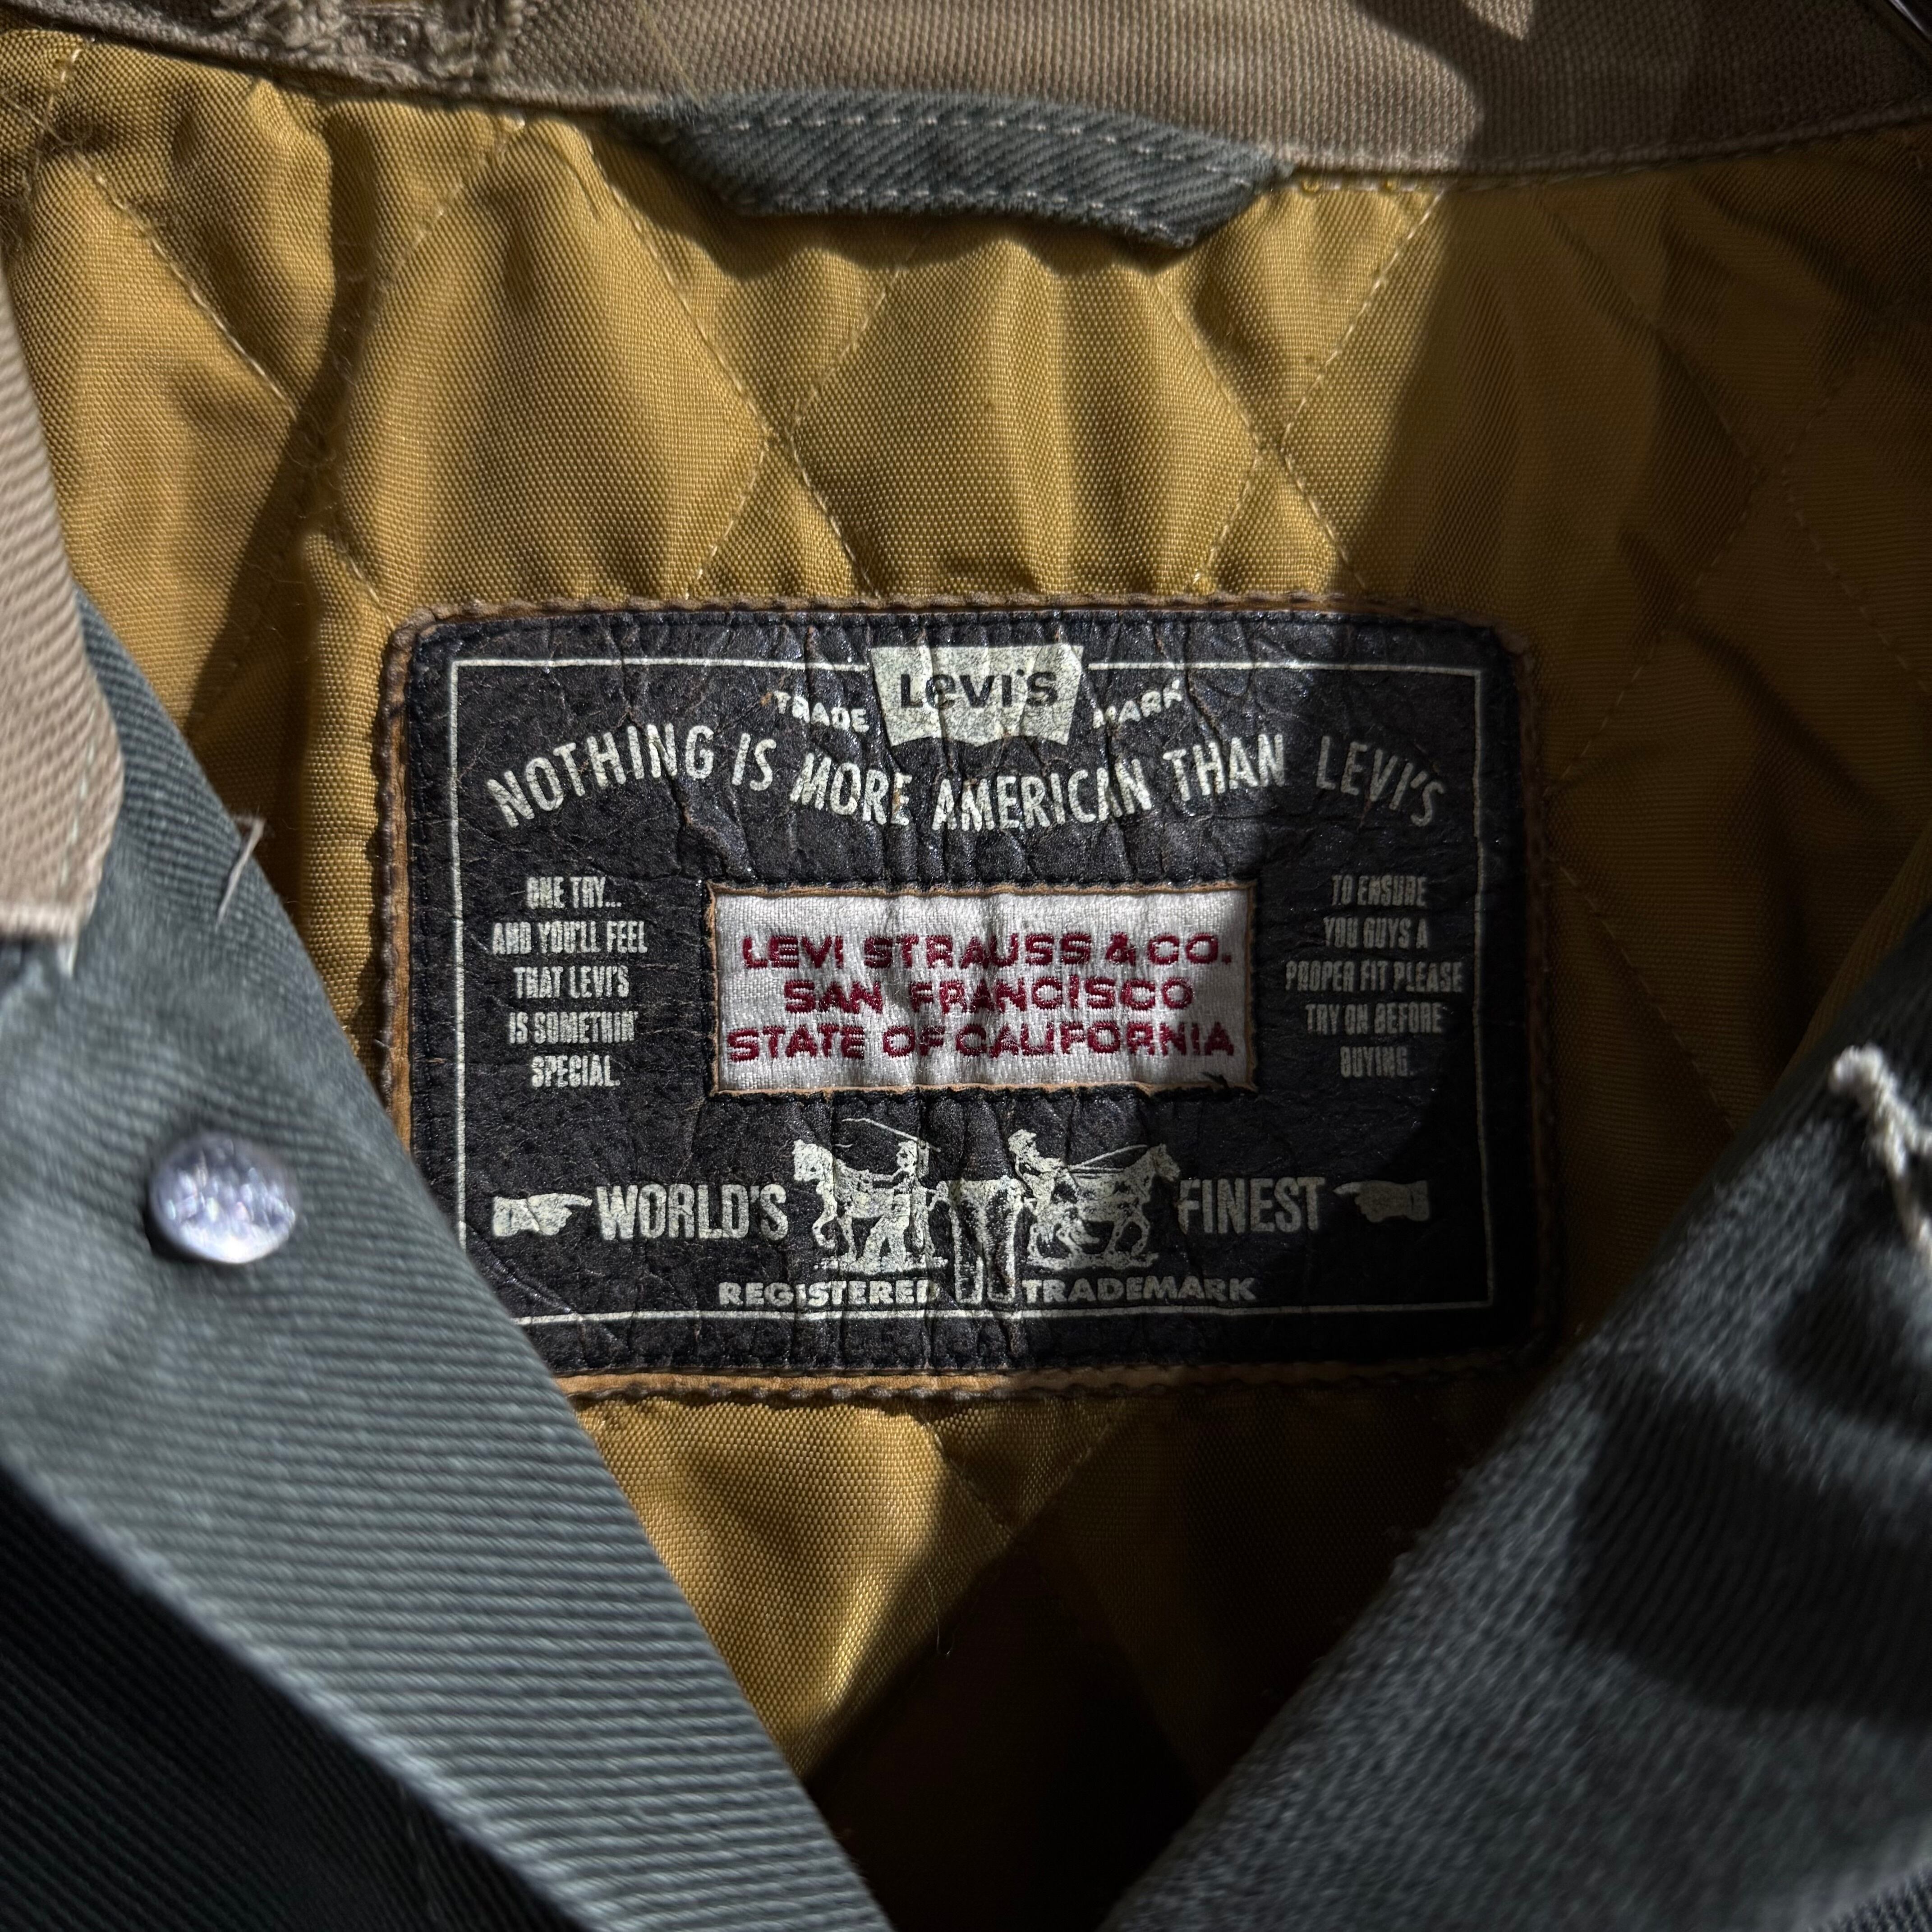 Levi's
TRADE MARK
NOTHING IS MORE AMERICAN THAN LEVI'S
ONE TRY...
AND YOU'LL FEEL
THAT LEVI'S
IS SOMETHIN'
SPECIAL.
LEVI STRAUSS & CO.
SAN FRANCISCO
STATE OF CALIFORNIA
TO ENSURE
YOU GUYS A
PROPER FIT PLEASE
TRY ON BEFORE
BUYING.
WORLD'S FINEST
REGISTERED TRADEMARK